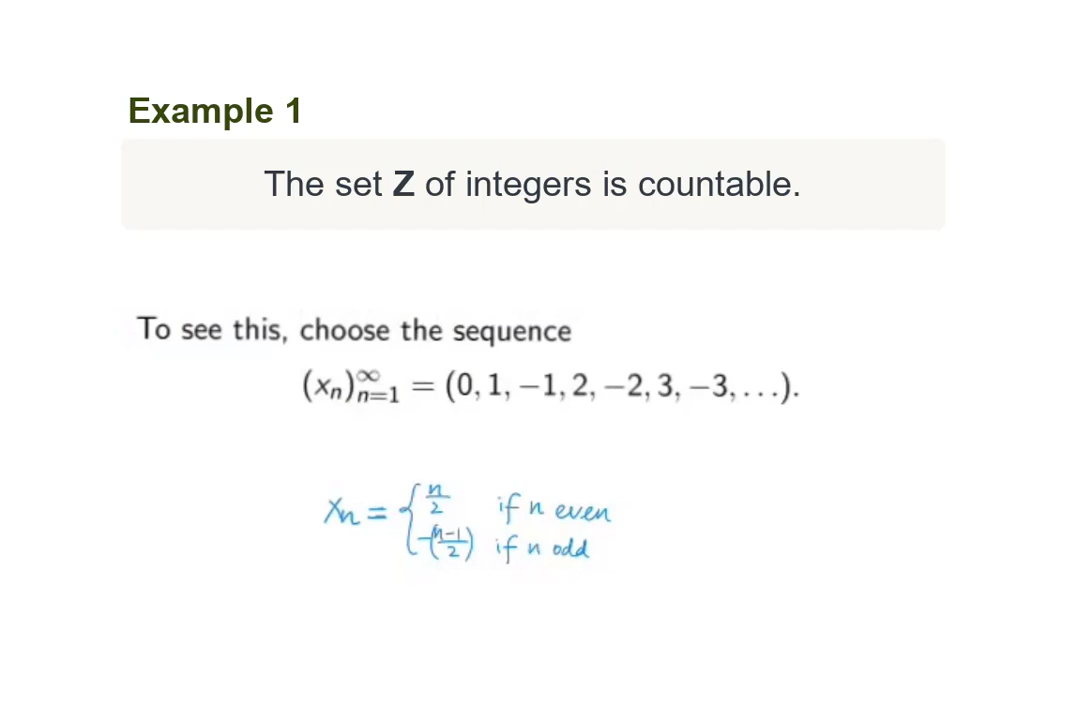 Example 1
The set Z of integers is countable.
To see this, choose the sequence
(xₙ)ₙ₌₁^∞ = (0, 1, −1, 2, −2, 3, −3, . . .).
xₙ = { n/2 if n even
−(n−1/2) if n odd